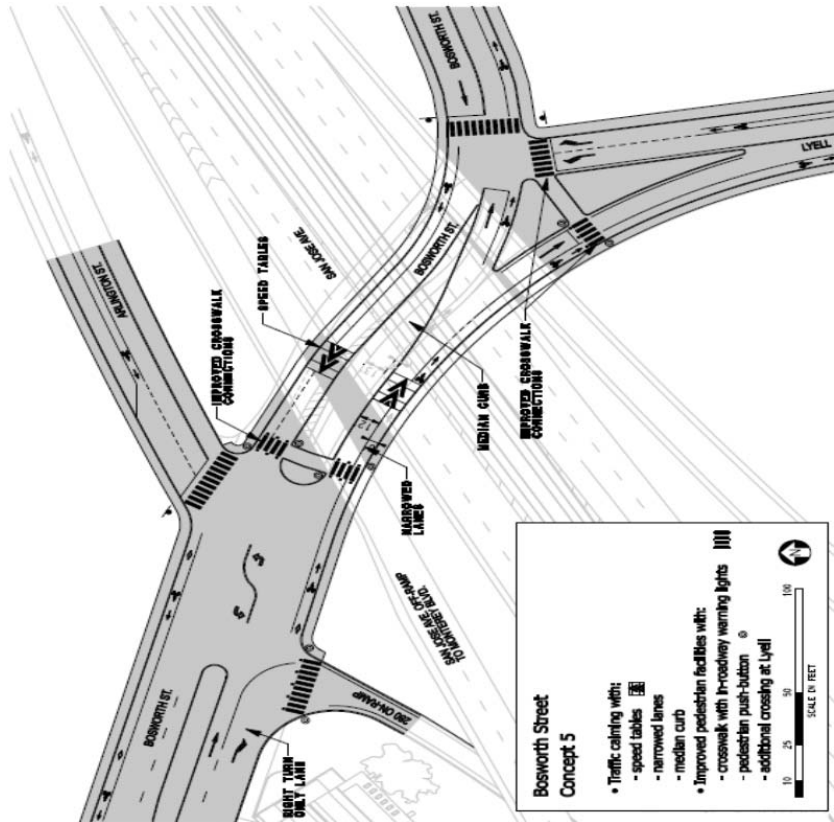 BOSWORTH ST.
LYELL
SAN JOSE AVE.
SPEED TABLES
BOSWORTH ST.
ARLINGTON ST.
IMPROVED CROSSWALK
CONNECTIONS
IMPROVED CROSSWALK
CONNECTIONS
MEDIAN CURB
12'
NARROWED
LANES
SAN JOSE AVE. OFF-RAMP
TO MONTEREY BLVD.
280 ON-RAMP
BOSWORTH ST.
RIGHT TURN
ONLY LANE
Bosworth Street
Concept 5
• Traffic calming with:
- speed tables
- narrowed lanes
- median curb
• Improved pedestrian facilities with:
- crosswalk with in-roadway warning lights
- pedestrian push-button
- additional crossing at Lyell
N
10 25 50 100
SCALE IN FEET